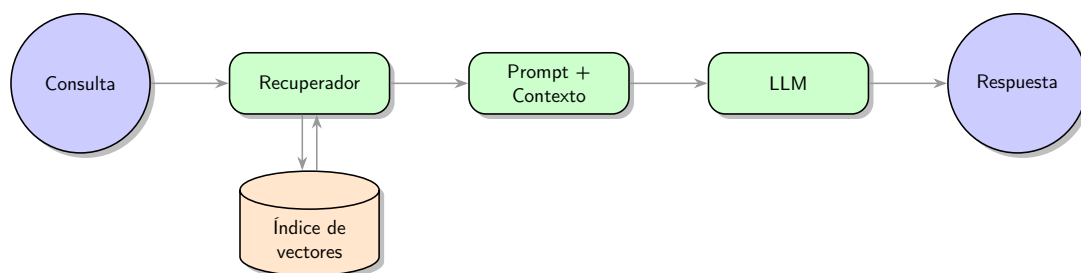 Consulta
Recuperador
Prompt +
Contexto
LLM
Respuesta
Índice de
vectores